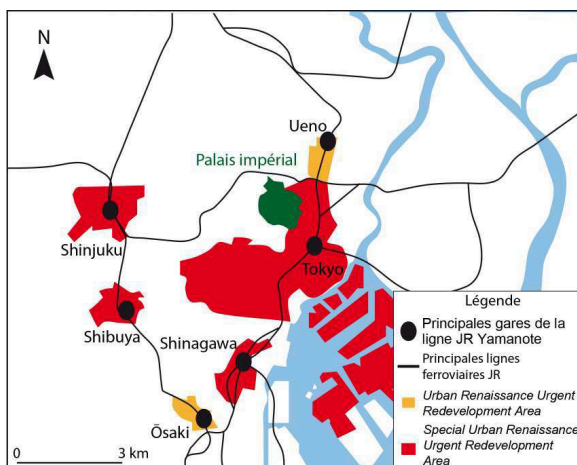 N
Ueno
Palais impérial
Shinjuku
Tokyo
Shibuya
Shinagawa
Ōsaki
0 3 km
Légende
Principales gares de la
ligne JR Yamanote
Principales lignes
ferroviaires JR
Urban Renaissance Urgent
Redevelopment Area
Special Urban Renaissance
Urgent Redevelopment
Area